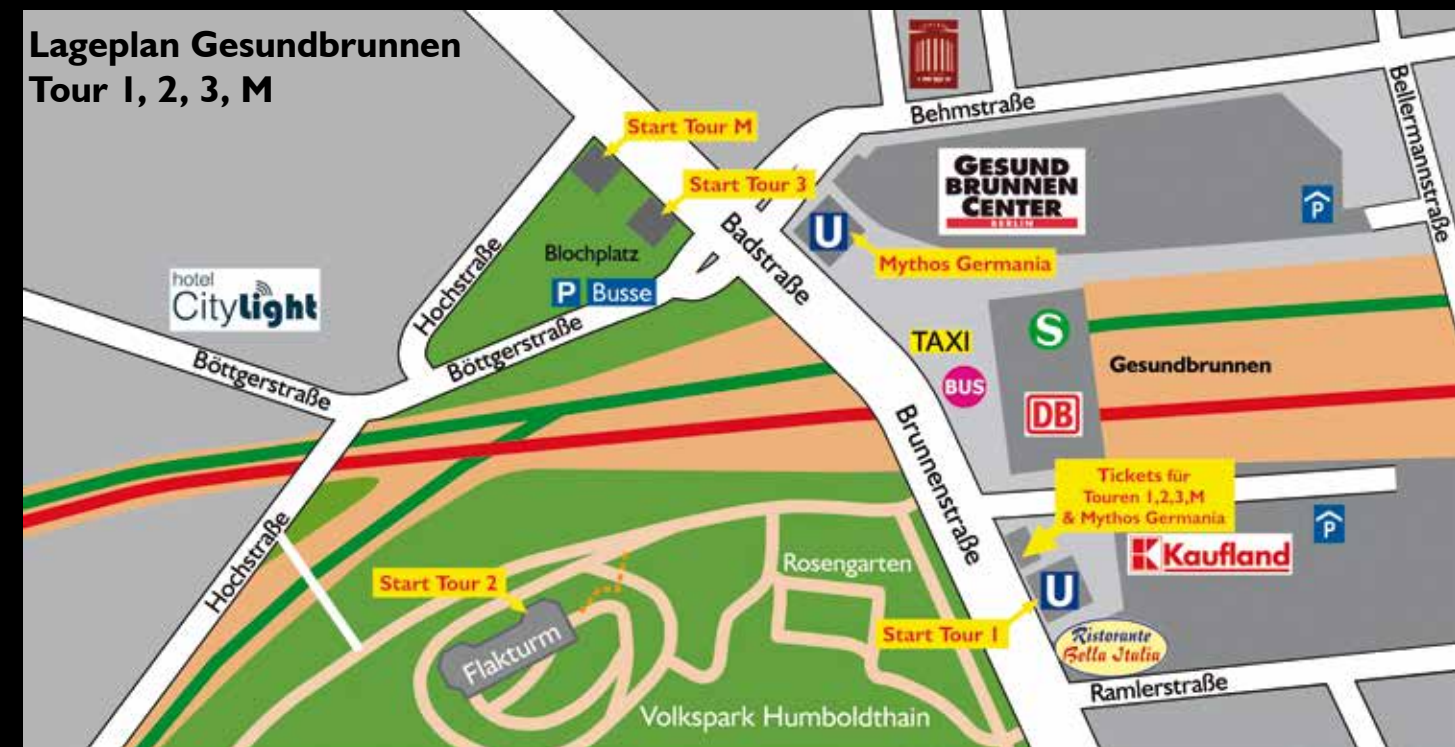 Lageplan Gesundbrunnen
Tour 1, 2, 3, M
Behmstraße
Bellermannstraße
Start Tour M
Start Tour 3
GESUND
BRUNNEN
CENTER
BERLIN
P
U
Badstraße
Mythos Germania
Blochplatz
P Busse
Hochstraße
hotel
Citylight
Böttgerstraße
Böttgerstraße
TAXI
S
BUS
DB
Gesundbrunnen
Brunnenstraße
Tickets für
Touren 1,2,3,M
& Mythos Germania
P
Kaufland
Hochstraße
Start Tour 2
Flakturm
Rosengarten
U
Start Tour 1
Ristorante
Bella Italia
Ramlerstraße
Volkspark Humboldthain